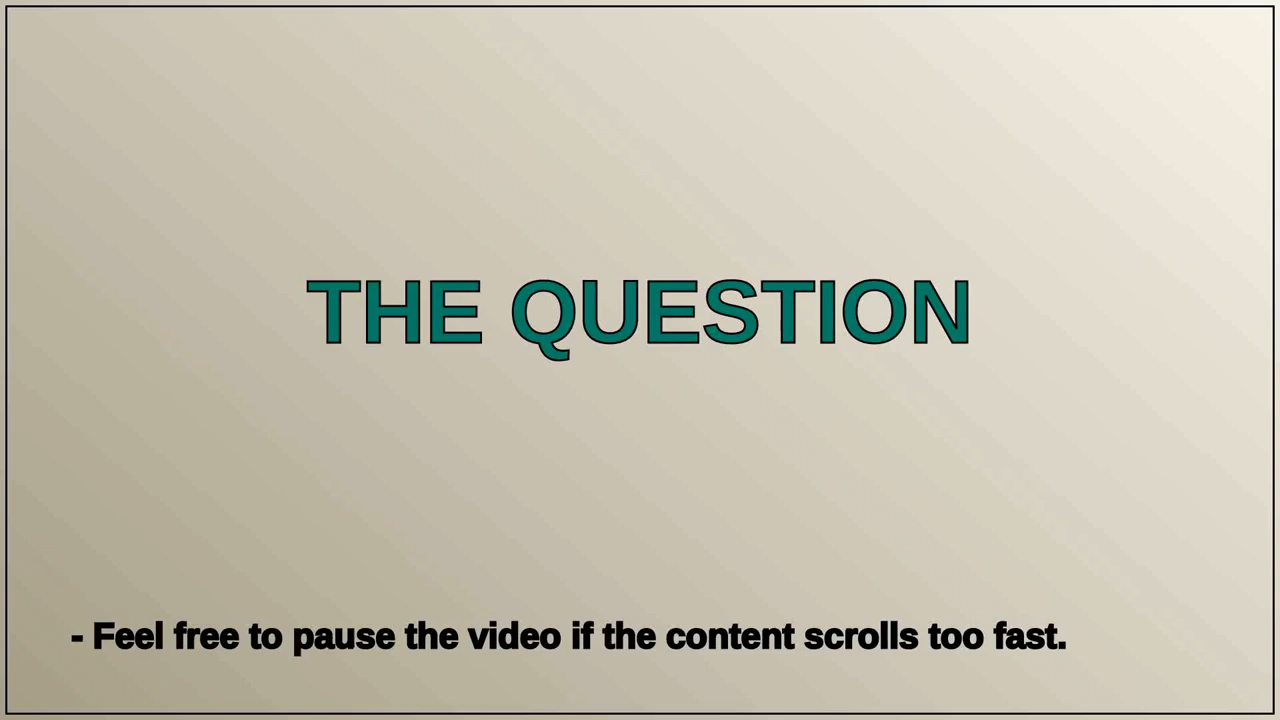 THE QUESTION
- Feel free to pause the video if the content scrolls too fast.